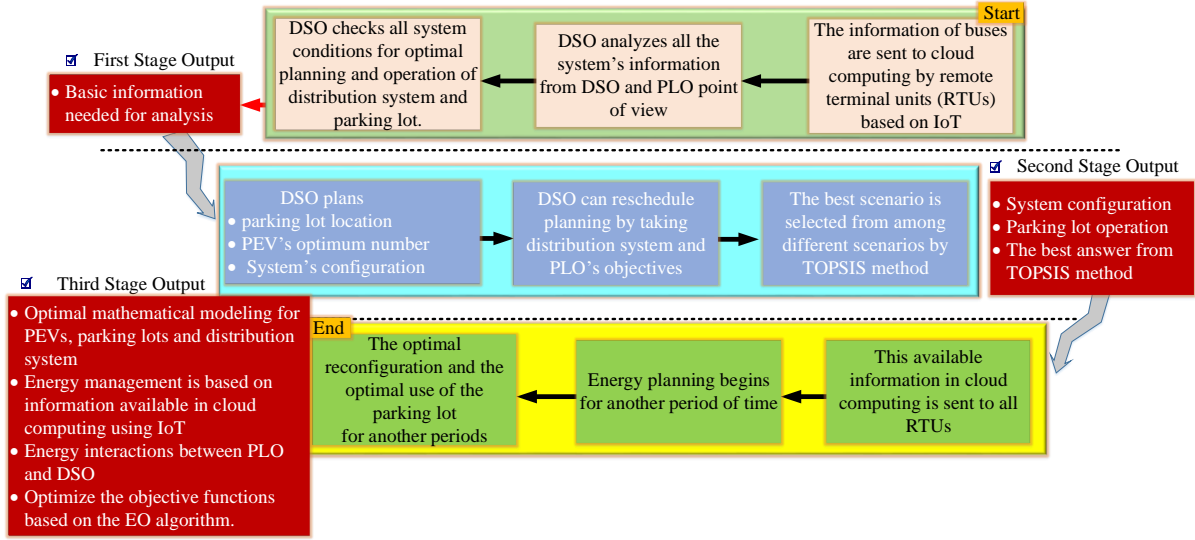 Start
The information of buses
are sent to cloud
computing by remote
terminal units (RTUs)
based on IoT
DSO analyzes all the
system's information
from DSO and PLO point
of view
DSO checks all system
conditions for optimal
planning and operation of
distribution system and
parking lot.
First Stage Output
• Basic information
needed for analysis
DSO plans
• parking lot location
• PEV's optimum number
• System's configuration
DSO can reschedule
planning by taking
distribution system and
PLO's objectives
The best scenario is
selected from among
different scenarios by
TOPSIS method
Second Stage Output
• System configuration
• Parking lot operation
• The best answer from
TOPSIS method
This available
information in cloud
computing is sent to all
RTUs
Energy planning begins
for another period of time
End
The optimal
reconfiguration and the
optimal use of the
parking lot
for another periods
Third Stage Output
• Optimal mathematical modeling for
PEVs, parking lots and distribution
system
• Energy management is based on
information available in cloud
computing using IoT
• Energy interactions between PLO
and DSO
• Optimize the objective functions
based on the EO algorithm.